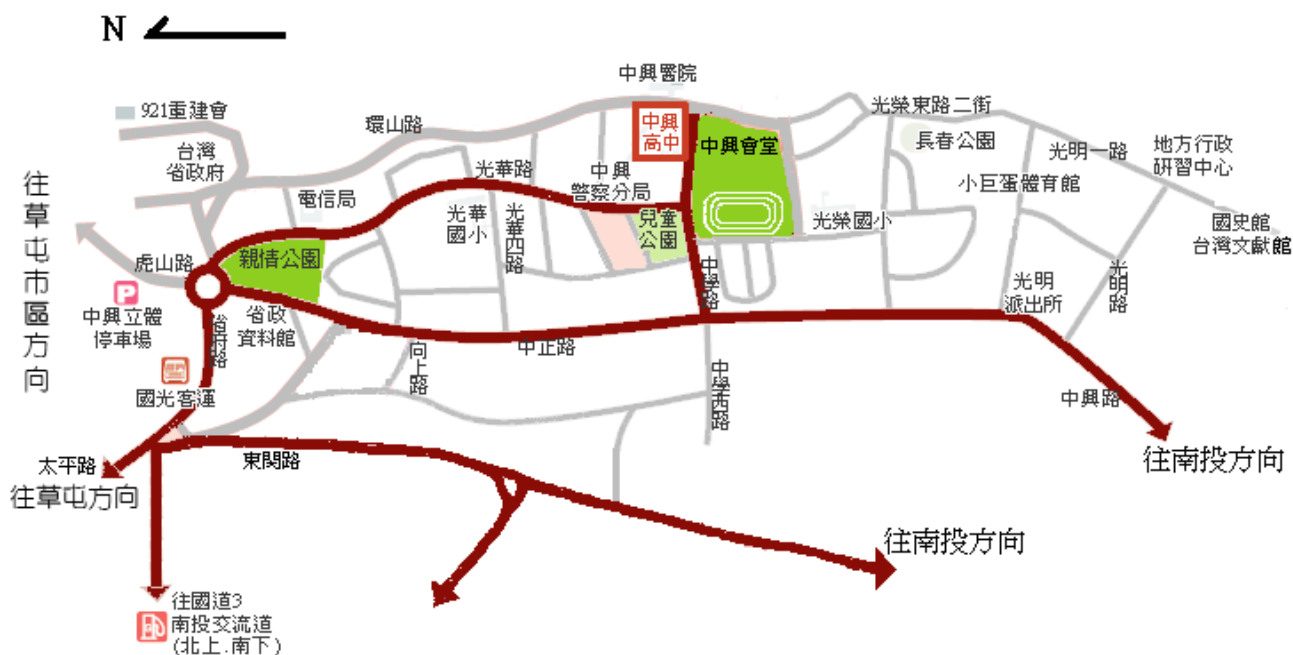 N
中興醫院
921重建會
環山路
中興
高中
光榮東路二街
台灣
省政府
光華路
中興
警察分局
中興會堂
長春公園
光明一路
地方行政
研習中心
往草屯市區方向
電信局
光華
國小
光華四路
兒童
公園
光榮國小
小巨蛋體育館
國史館
台灣文獻館
虎山路
親情公園
中學路
光明
派出所
光明路
P
中興立體
停車場
省府路
省政
資料館
向上路
中正路
中學西路
中興路
國光客運
太平路
往草屯方向
東閔路
往南投方向
往南投方向
往國道3
南投交流道
(北上.南下)